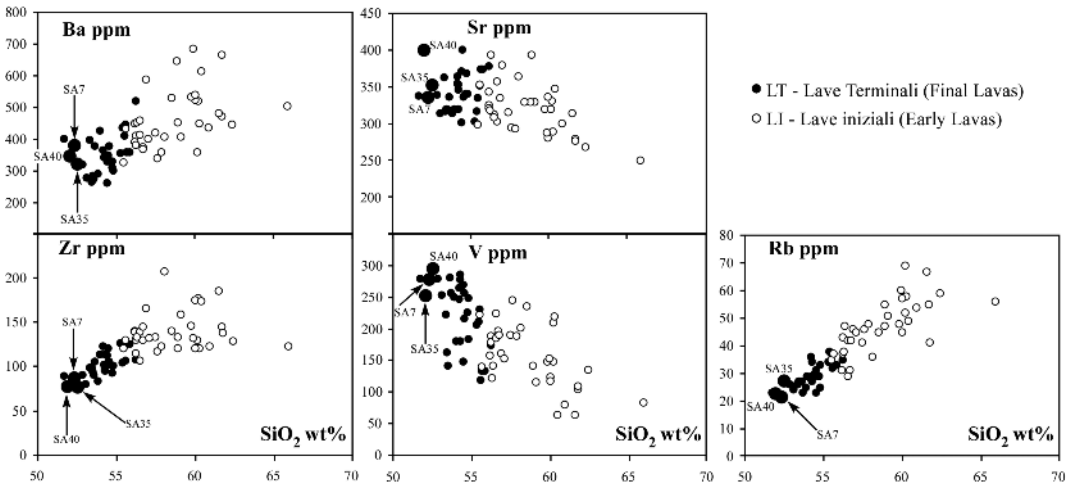 Ba ppm
800
700
600
500
400
300
200
100
SA7
SA40
SA35
Sr ppm
450
400
350
300
250
200
150
100
SA40
SA35
SA7
LT - Lave Terminali (Final Lavas)
LI - Lave iniziali (Early Lavas)
Zr ppm
200
150
100
50
0
SA7
SA40
SA35
SiO2 wt%
50 55 60 65 70
V ppm
300
250
200
150
100
50
0
SA40
SA7
SA35
SiO2 wt%
50 55 60 65 70
Rb ppm
80
70
60
50
40
30
20
10
0
SA35
SA40
SA7
SiO2 wt%
50 55 60 65 70